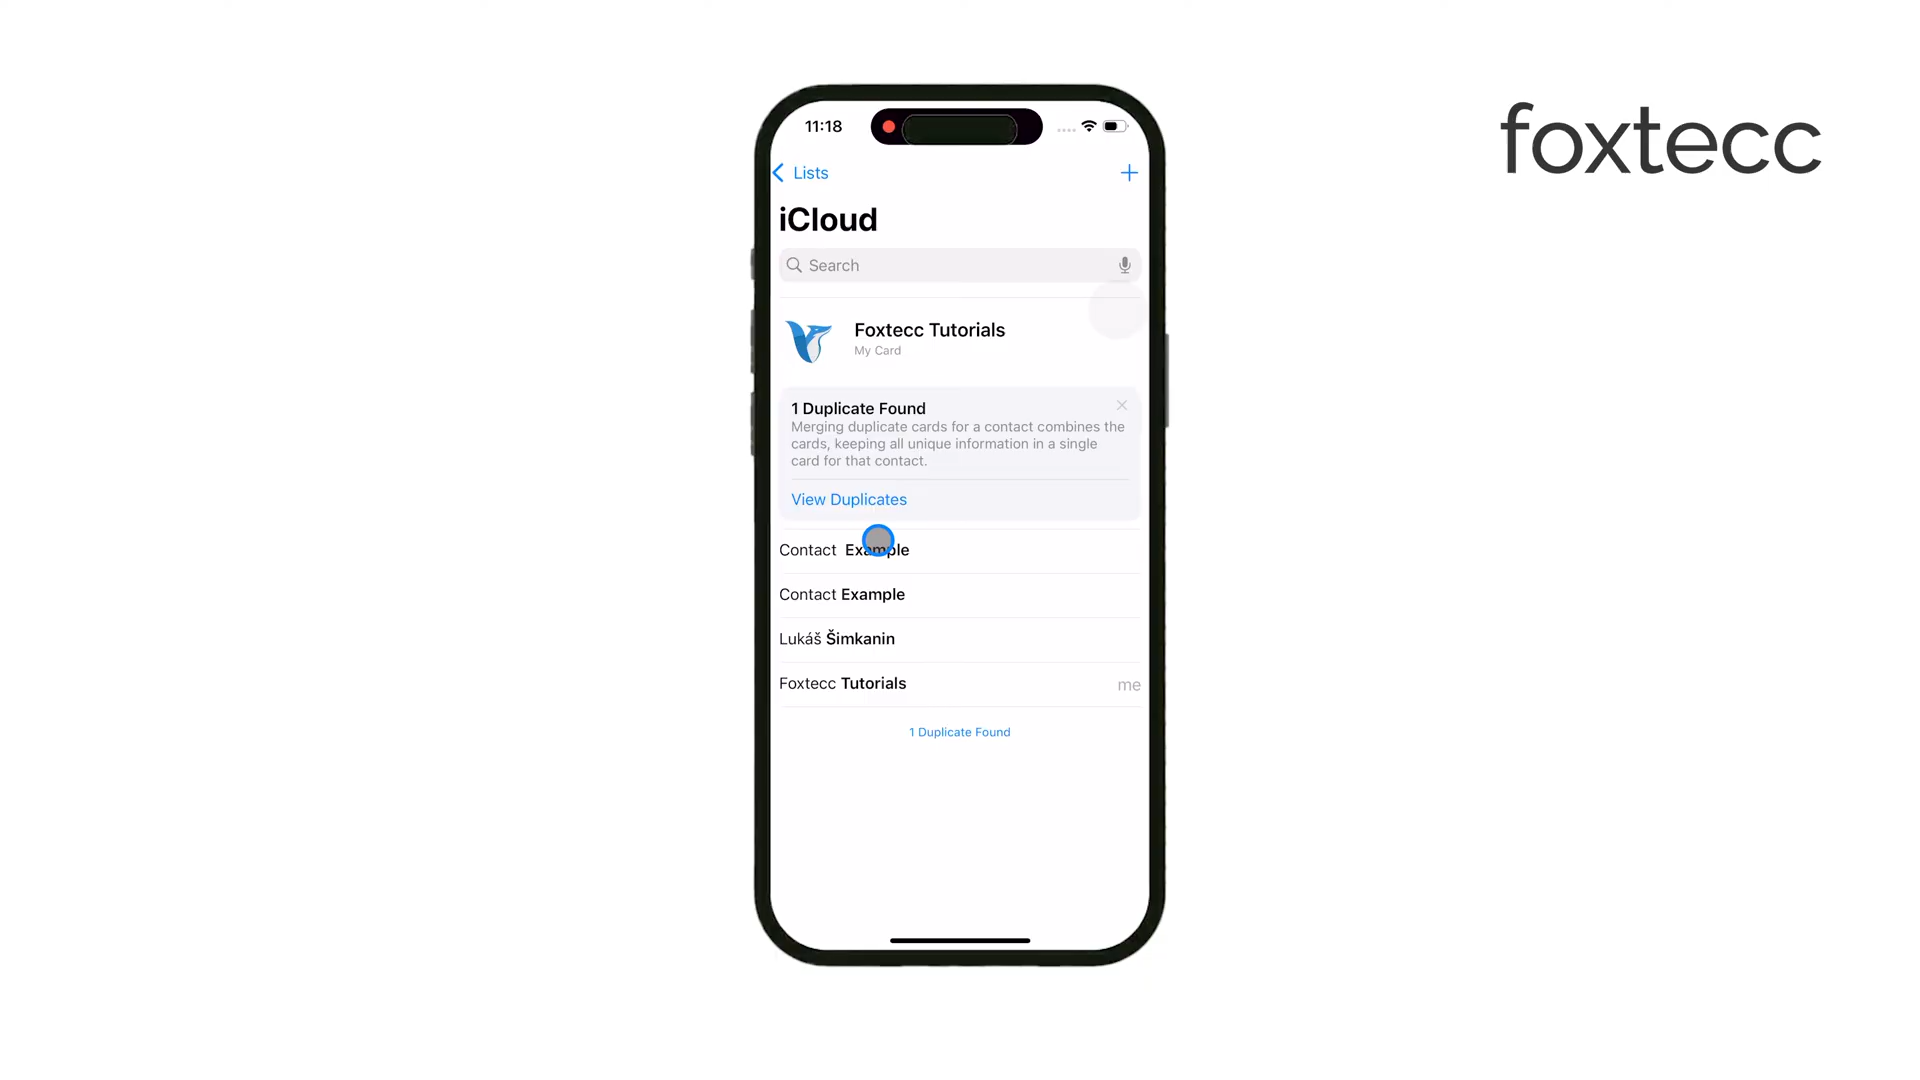 foxtecc
11:18
Lists
iCloud
Search
Foxtecc Tutorials
My Card
1 Duplicate Found
Merging duplicate cards for a contact combines the
cards, keeping all unique information in a single
card for that contact.
View Duplicates
Contact Example
Contact Example
Lukáš Šimkanin
Foxtecc Tutorials me
1 Duplicate Found